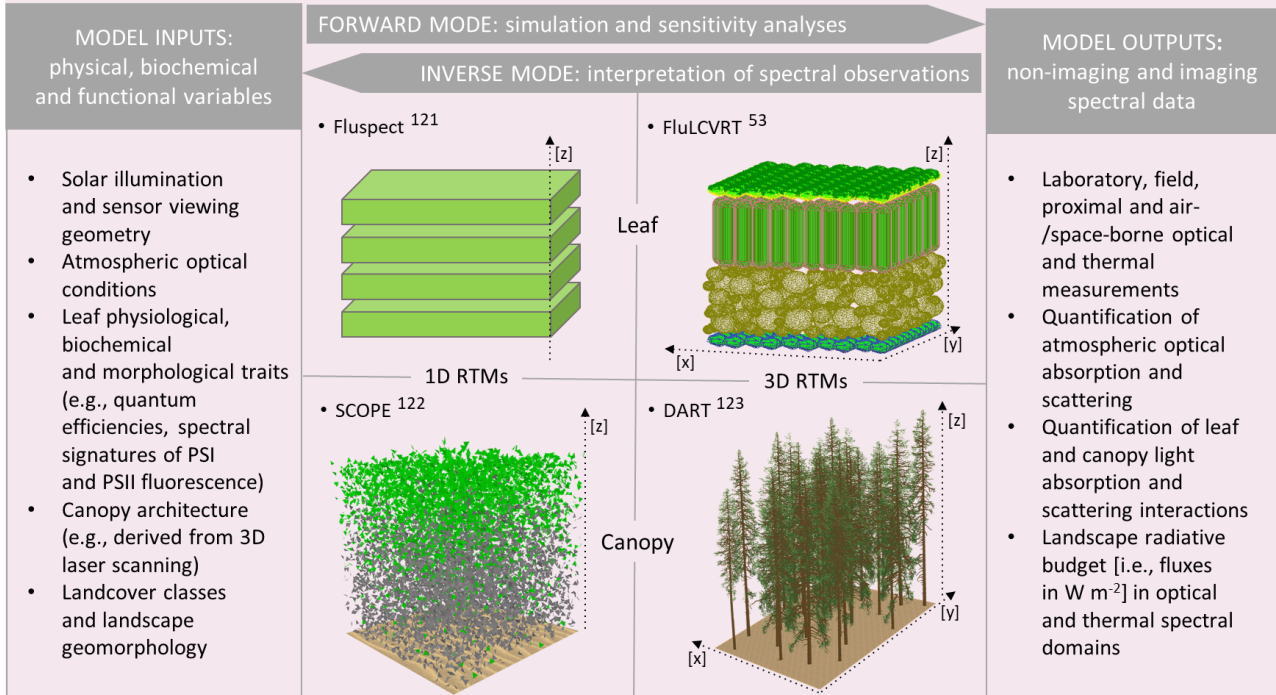 MODEL INPUTS:
physical, biochemical
and functional variables
FORWARD MODE: simulation and sensitivity analyses
INVERSE MODE: interpretation of spectral observations
MODEL OUTPUTS:
non-imaging and imaging
spectral data
• Solar illumination
and sensor viewing
geometry
• Atmospheric optical
conditions
• Leaf physiological,
biochemical
and morphological traits
(e.g., quantum
efficiencies, spectral
signatures of PSI
and PSII fluorescence)
• Canopy architecture
(e.g., derived from 3D
laser scanning)
• Landcover classes
and landscape
geomorphology
• Fluspect 121
[z]
Leaf
• FluLCVRT 53
[z]
[y]
[x]
1D RTMs
3D RTMs
• SCOPE 122
[z]
Canopy
• DART 123
[z]
[y]
[x]
• Laboratory, field,
proximal and air-
/space-borne optical
and thermal
measurements
• Quantification of
atmospheric optical
absorption and
scattering
• Quantification of leaf
and canopy light
absorption and
scattering interactions
• Landscape radiative
budget [i.e., fluxes
in W m-2] in optical
and thermal spectral
domains